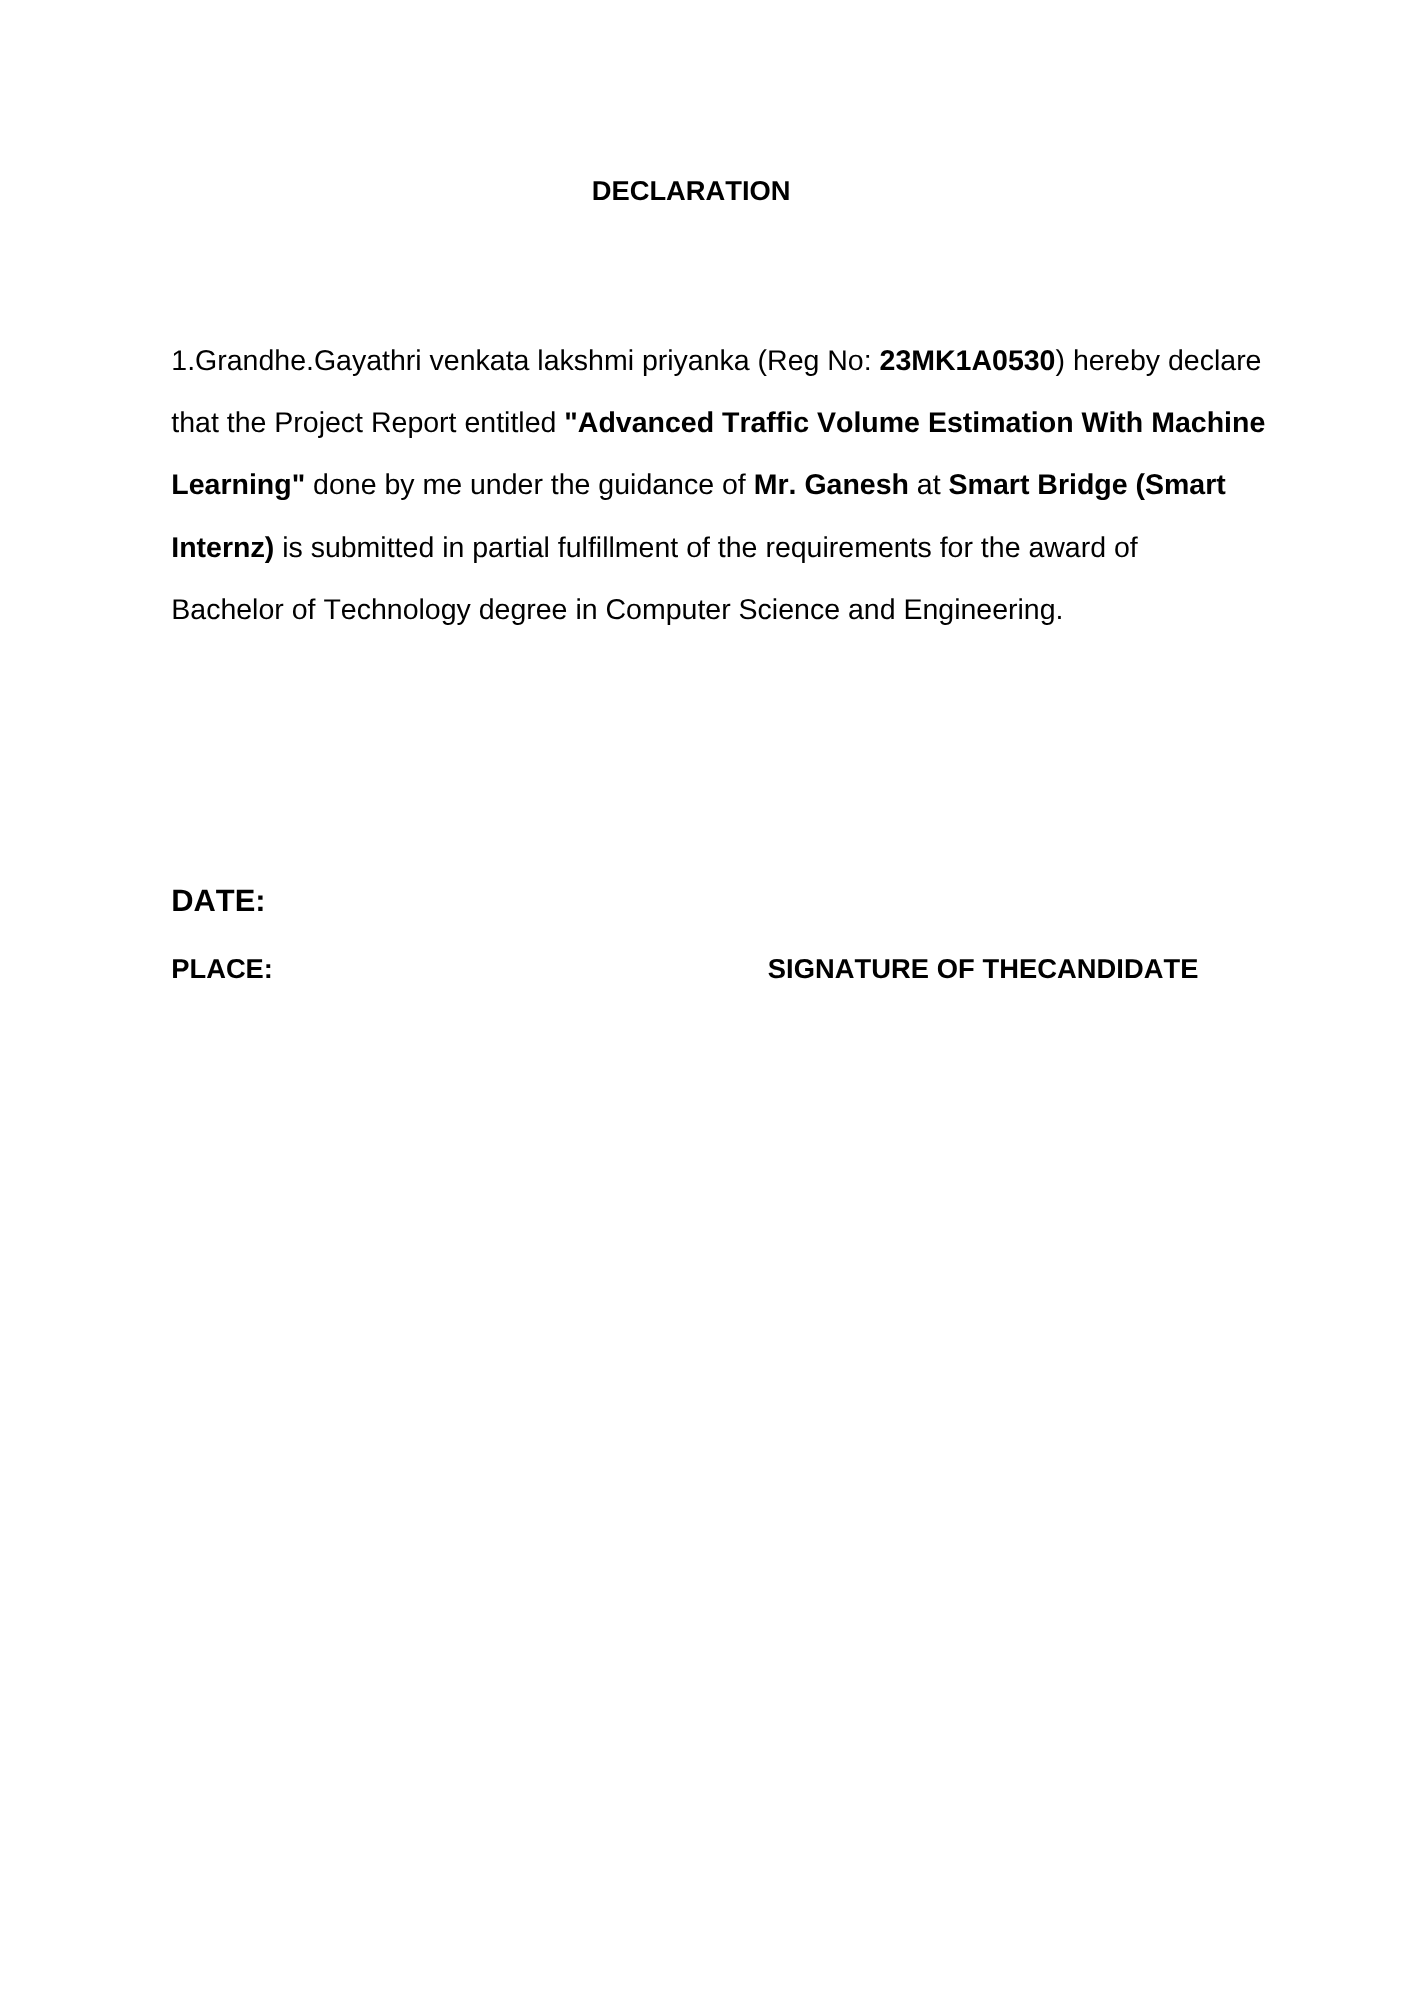 DECLARATION
1.Grandhe.Gayathri venkata lakshmi priyanka (Reg No: 23MK1A0530) hereby declare
that the Project Report entitled "Advanced Traffic Volume Estimation With Machine
Learning" done by me under the guidance of Mr. Ganesh at Smart Bridge (Smart
Internz) is submitted in partial fulfillment of the requirements for the award of
Bachelor of Technology degree in Computer Science and Engineering.
DATE:
PLACE: SIGNATURE OF THECANDIDATE